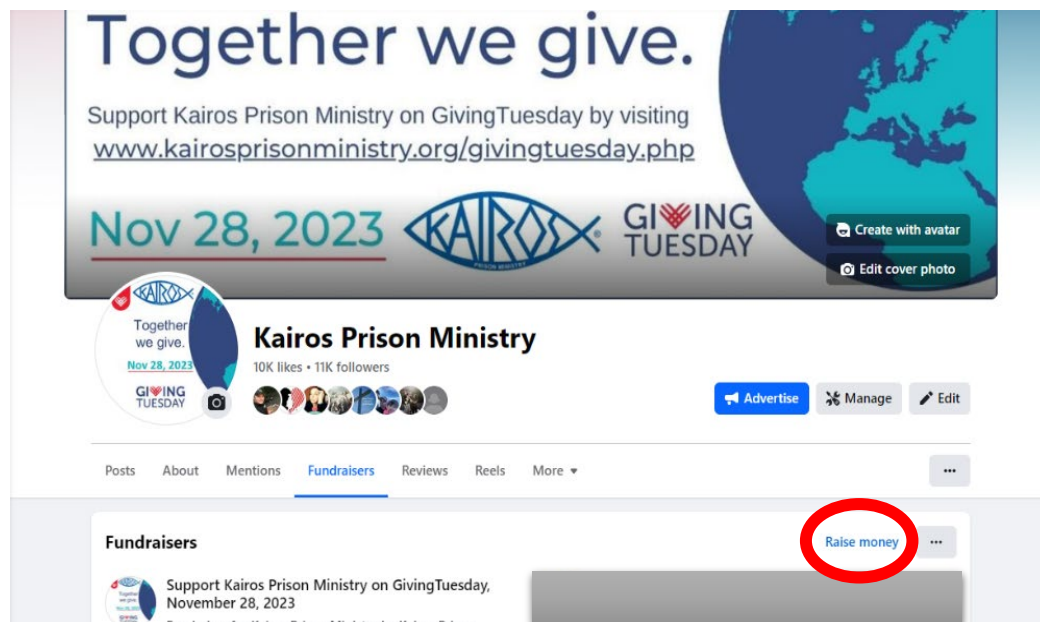 Together we give.
Support Kairos Prison Ministry on GivingTuesday by visiting
www.kairosprisonministry.org/givingtuesday.php
Nov 28, 2023
KAIROS
PRISON MINISTRY
GIVING
TUESDAY
Create with avatar
Edit cover photo
KAIROS
Together
we give.
Nov 28, 2023
GIVING
TUESDAY
Kairos Prison Ministry
10K likes • 11K followers
Advertise
Manage
Edit
Posts About Mentions Fundraisers Reviews Reels More
Fundraisers
Raise money
Support Kairos Prison Ministry on GivingTuesday,
November 28, 2023